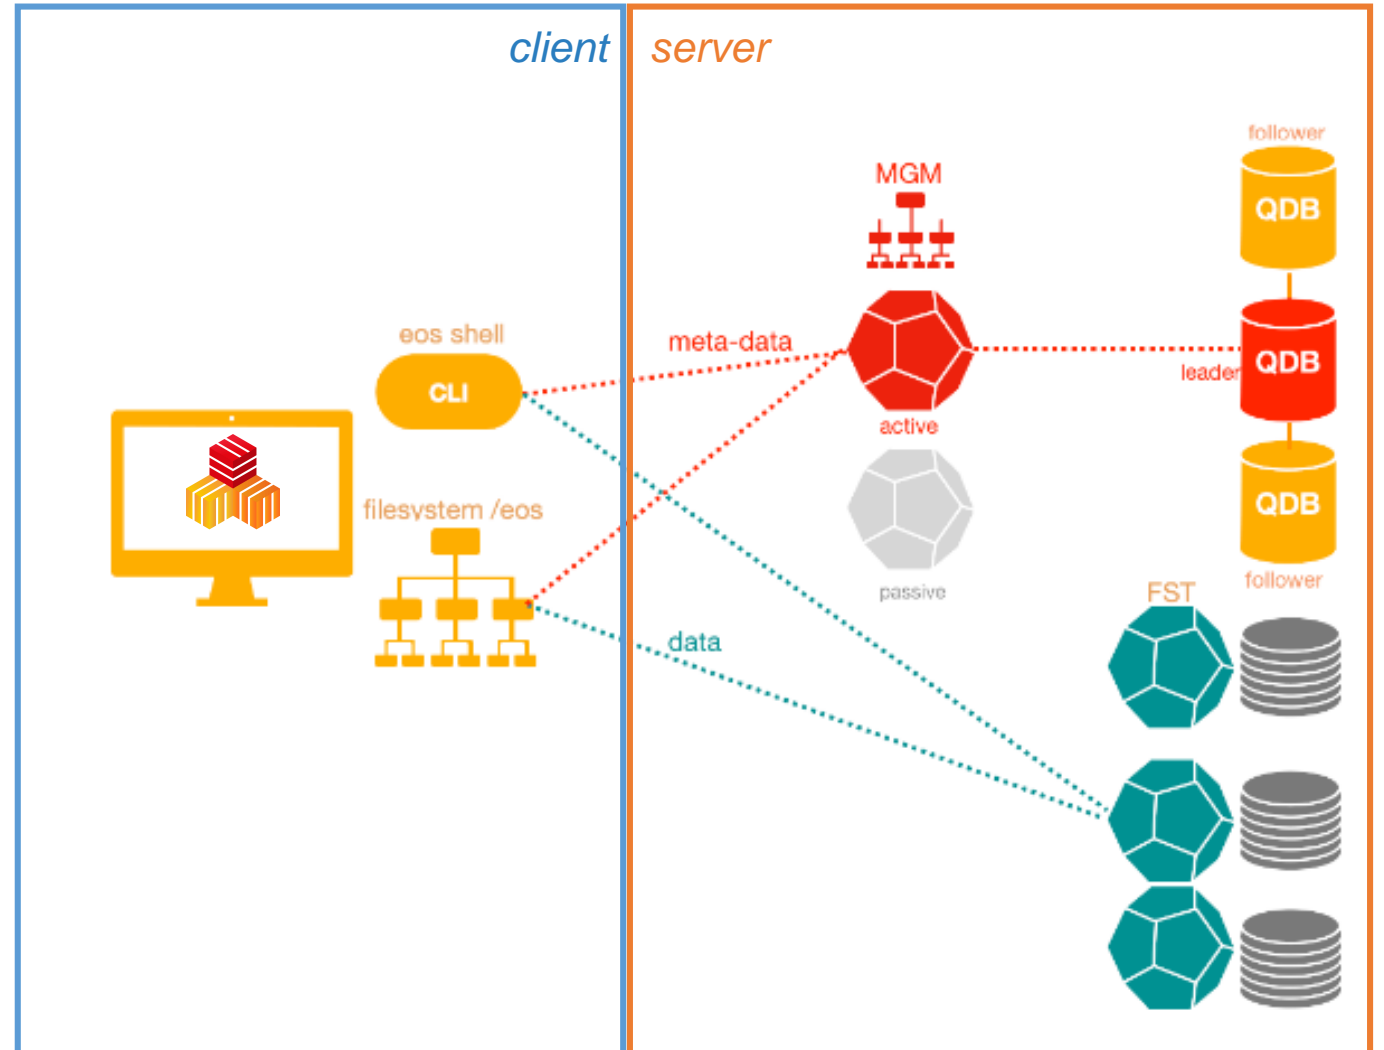 client
server
follower
QDB
MGM
eos shell
CLI
meta-data
leader
QDB
active
QDB
filesystem /eos
passive
follower
FST
data